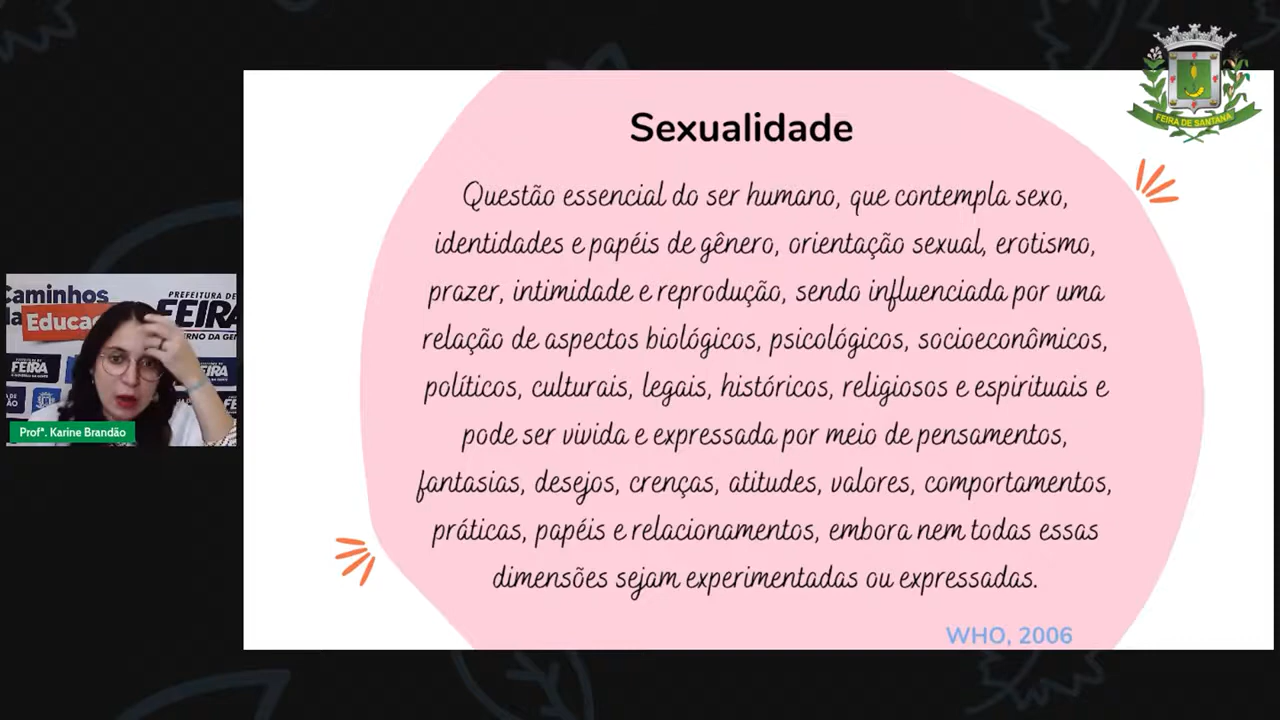 Sexualidade
Questão essencial do ser humano, que contempla sexo,
identidades e papéis de gênero, orientação sexual, erotismo,
prazer, intimidade e reprodução, sendo influenciada por uma
relação de aspectos biológicos, psicológicos, socioeconômicos,
políticos, culturais, legais, históricos, religiosos e espirituais e
pode ser vivida e expressada por meio de pensamentos,
fantasias, desejos, crenças, atitudes, valores, comportamentos,
práticas, papéis e relacionamentos, embora nem todas essas
dimensões sejam experimentadas ou expressadas.
WHO, 2006
FEIRA DE SANTANA
Caminhos
da Educaç
PREFEITURA DE
FEIRA
FEIRA
Profª. Karine Brandão